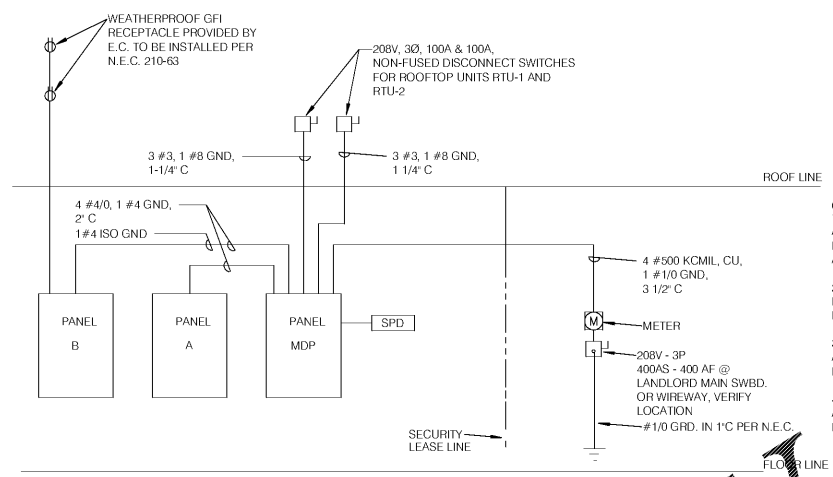 WEATHERPROOF GFI
RECEPTACLE PROVIDED BY
E.C. TO BE INSTALLED PER
N.E.C. 210-63
208V, 3Ø, 100A & 100A,
NON-FUSED DISCONNECT SWITCHES
FOR ROOFTOP UNITS RTU-1 AND
RTU-2
3 #3, 1 #8 GND,
1-1/4" C
3 #3, 1 #8 GND,
1 1/4" C
ROOF LINE
4 #4/0, 1 #4 GND,
2" C
1#4 ISO GND
4 #500 KCMIL, CU,
1 #1/0 GND,
3 1/2" C
PANEL
B
PANEL
A
PANEL
MDP
SPD
M
METER
208V - 3P
400AS - 400 AF @
LANDLORD MAIN SWBD.
OR WIREWAY, VERIFY
LOCATION
#1/0 GRD. IN 1"C PER N.E.C.
SECURITY
LEASE LINE
FLOOR LINE